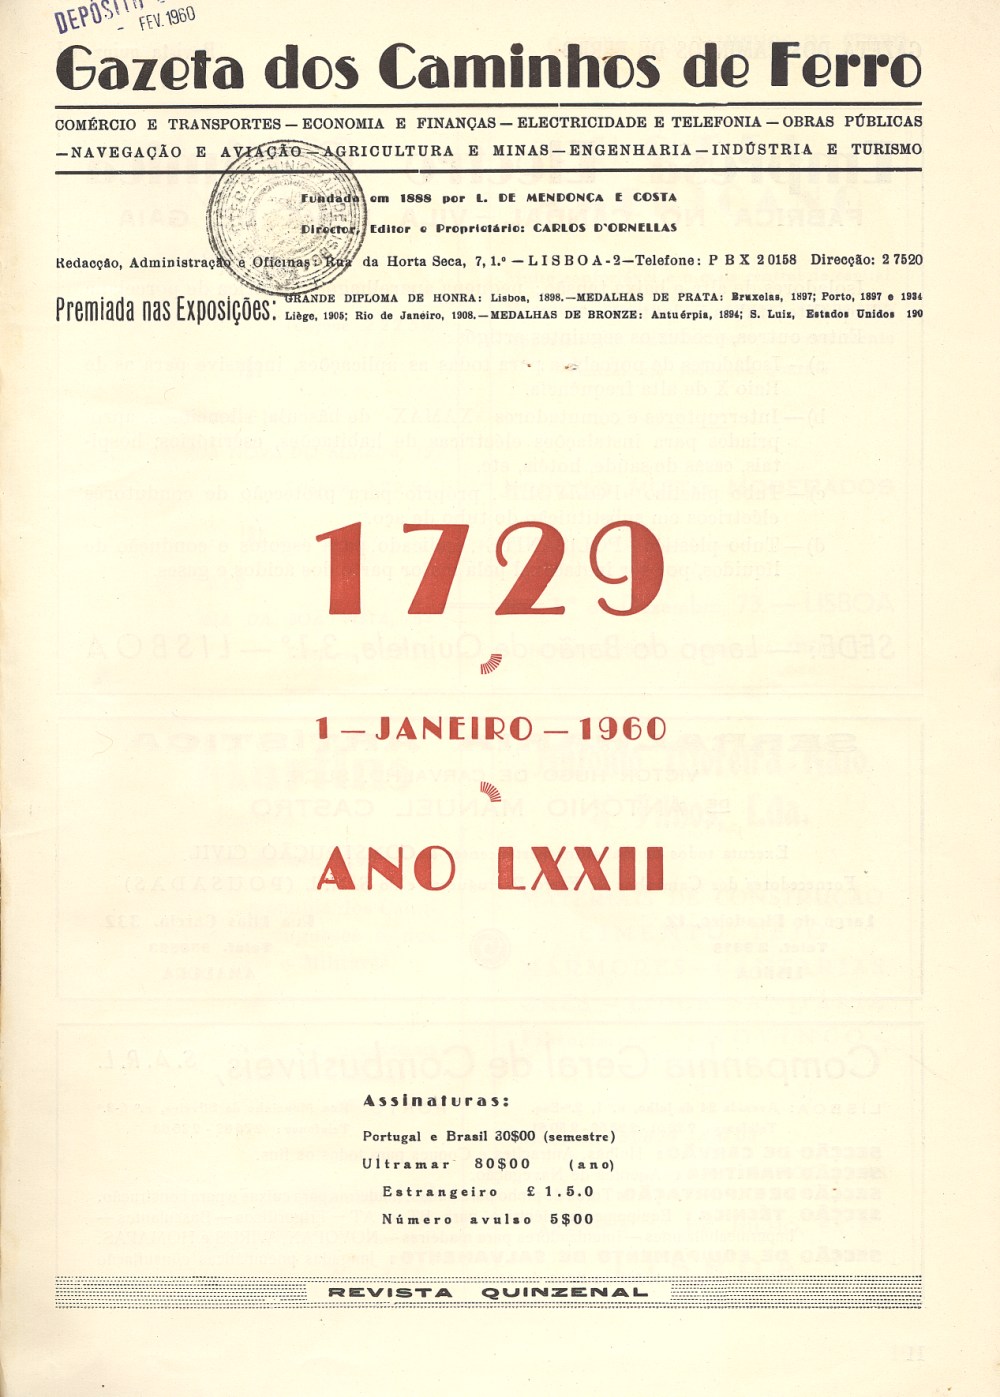 DEPÓSITO
- FEV. 1960
Gazeta dos Caminhos de Ferro
COMÉRCIO E TRANSPORTES — ECONOMIA E FINANÇAS — ELECTRICIDADE E TELEFONIA — OBRAS PÚBLICAS
— NAVEGAÇÃO E AVIAÇÃO — AGRICULTURA E MINAS — ENGENHARIA — INDÚSTRIA E TURISMO
Fundada em 1888 por L. DE MENDONÇA E COSTA
Director, Editor e Proprietário: CARLOS D'ORNELLAS
Redacção, Administração e Oficinas: Rua da Horta Seca, 7, 1.º — LISBOA-2 — Telefone: PBX 20158 Direcção: 27520
Premiada nas Exposições:
GRANDE DIPLOMA DE HONRA: Lisboa, 1898. — MEDALHAS DE PRATA: Bruxelas, 1897; Porto, 1897 e 1934
Liège, 1905; Rio de Janeiro, 1908. — MEDALHAS DE BRONZE: Antuérpia, 1894; S. Luiz, Estados Unidos 190
1729
1 — JANEIRO — 1960
ANO LXXII
Assinaturas:
Portugal e Brasil 30$00 (semestre)
Ultramar 80$00 (ano)
Estrangeiro £ 1.5.0
Número avulso 5$00
REVISTA QUINZENAL